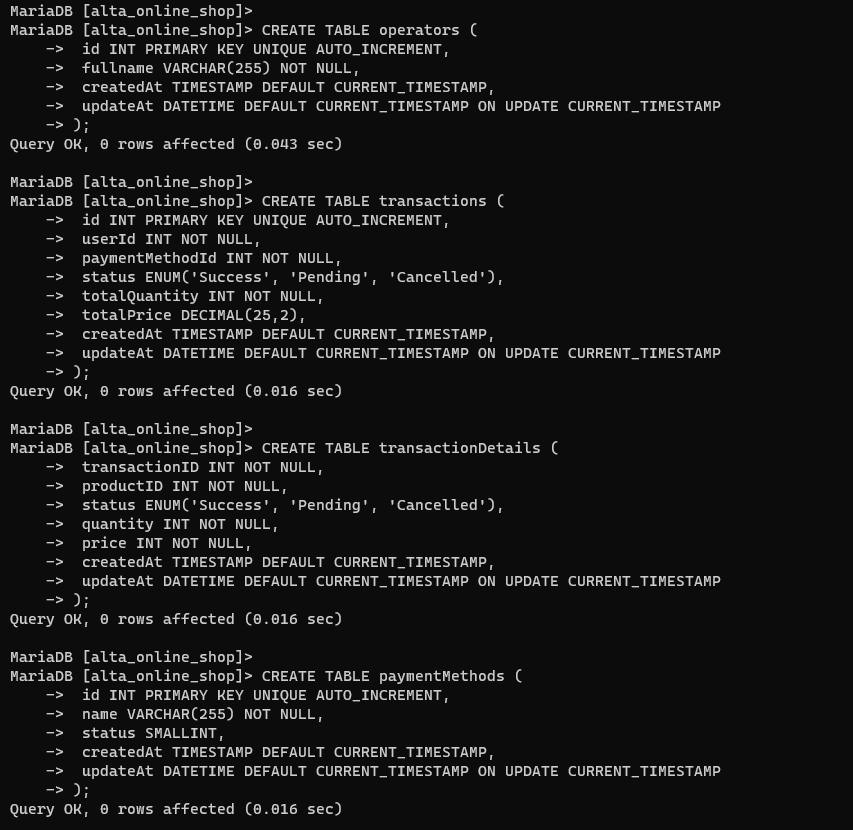 MariaDB [alta_online_shop]>
MariaDB [alta_online_shop]> CREATE TABLE operators (
    ->  id INT PRIMARY KEY UNIQUE AUTO_INCREMENT,
    ->  fullname VARCHAR(255) NOT NULL,
    ->  createdAt TIMESTAMP DEFAULT CURRENT_TIMESTAMP,
    ->  updateAt DATETIME DEFAULT CURRENT_TIMESTAMP ON UPDATE CURRENT_TIMESTAMP
    -> );
Query OK, 0 rows affected (0.043 sec)

MariaDB [alta_online_shop]>
MariaDB [alta_online_shop]> CREATE TABLE transactions (
    ->  id INT PRIMARY KEY UNIQUE AUTO_INCREMENT,
    ->  userId INT NOT NULL,
    ->  paymentMethodId INT NOT NULL,
    ->  status ENUM('Success', 'Pending', 'Cancelled'),
    ->  totalQuantity INT NOT NULL,
    ->  totalPrice DECIMAL(25,2),
    ->  createdAt TIMESTAMP DEFAULT CURRENT_TIMESTAMP,
    ->  updateAt DATETIME DEFAULT CURRENT_TIMESTAMP ON UPDATE CURRENT_TIMESTAMP
    -> );
Query OK, 0 rows affected (0.016 sec)

MariaDB [alta_online_shop]>
MariaDB [alta_online_shop]> CREATE TABLE transactionDetails (
    ->  transactionID INT NOT NULL,
    ->  productID INT NOT NULL,
    ->  status ENUM('Success', 'Pending', 'Cancelled'),
    ->  quantity INT NOT NULL,
    ->  price INT NOT NULL,
    ->  createdAt TIMESTAMP DEFAULT CURRENT_TIMESTAMP,
    ->  updateAt DATETIME DEFAULT CURRENT_TIMESTAMP ON UPDATE CURRENT_TIMESTAMP
    -> );
Query OK, 0 rows affected (0.016 sec)

MariaDB [alta_online_shop]>
MariaDB [alta_online_shop]> CREATE TABLE paymentMethods (
    ->  id INT PRIMARY KEY UNIQUE AUTO_INCREMENT,
    ->  name VARCHAR(255) NOT NULL,
    ->  status SMALLINT,
    ->  createdAt TIMESTAMP DEFAULT CURRENT_TIMESTAMP,
    ->  updateAt DATETIME DEFAULT CURRENT_TIMESTAMP ON UPDATE CURRENT_TIMESTAMP
    -> );
Query OK, 0 rows affected (0.016 sec)